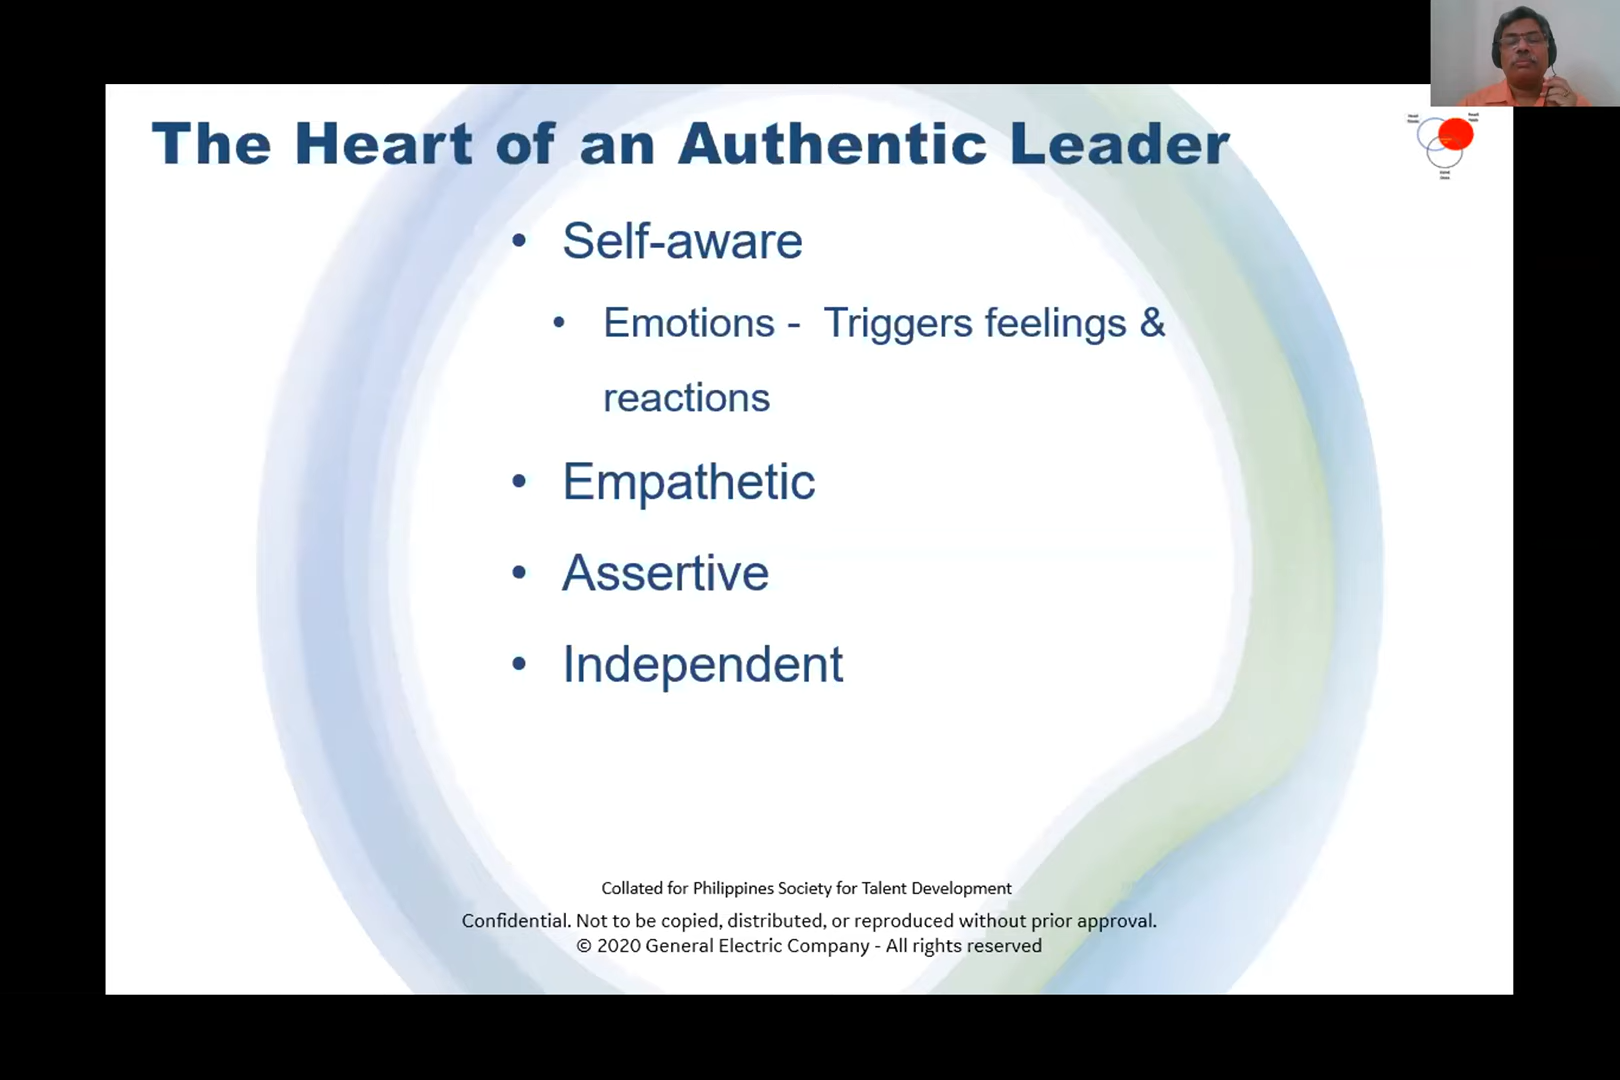 The Heart of an Authentic Leader
• Self-aware
• Emotions - Triggers feelings &
reactions
• Empathetic
• Assertive
• Independent
Collated for Philippines Society for Talent Development
Confidential. Not to be copied, distributed, or reproduced without prior approval.
© 2020 General Electric Company - All rights reserved